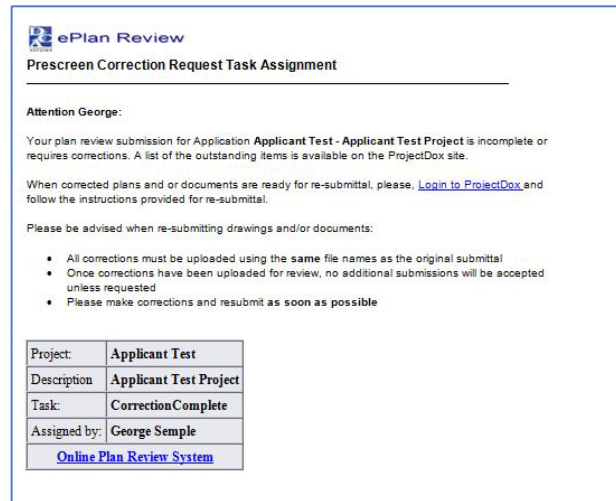 ePlan Review
Prescreen Correction Request Task Assignment
Attention George:
Your plan review submission for Application Applicant Test - Applicant Test Project is incomplete or
requires corrections. A list of the outstanding items is available on the ProjectDox site.
When corrected plans and or documents are ready for re-submittal, please, Login to ProjectDox and
follow the instructions provided for re-submittal.
Please be advised when re-submitting drawings and/or documents:
• All corrections must be uploaded using the same file names as the original submittal
• Once corrections have been uploaded for review, no additional submissions will be accepted
unless requested
• Please make corrections and resubmit as soon as possible
Project: Applicant Test
Description Applicant Test Project
Task: CorrectionComplete
Assigned by: George Semple
Online Plan Review System